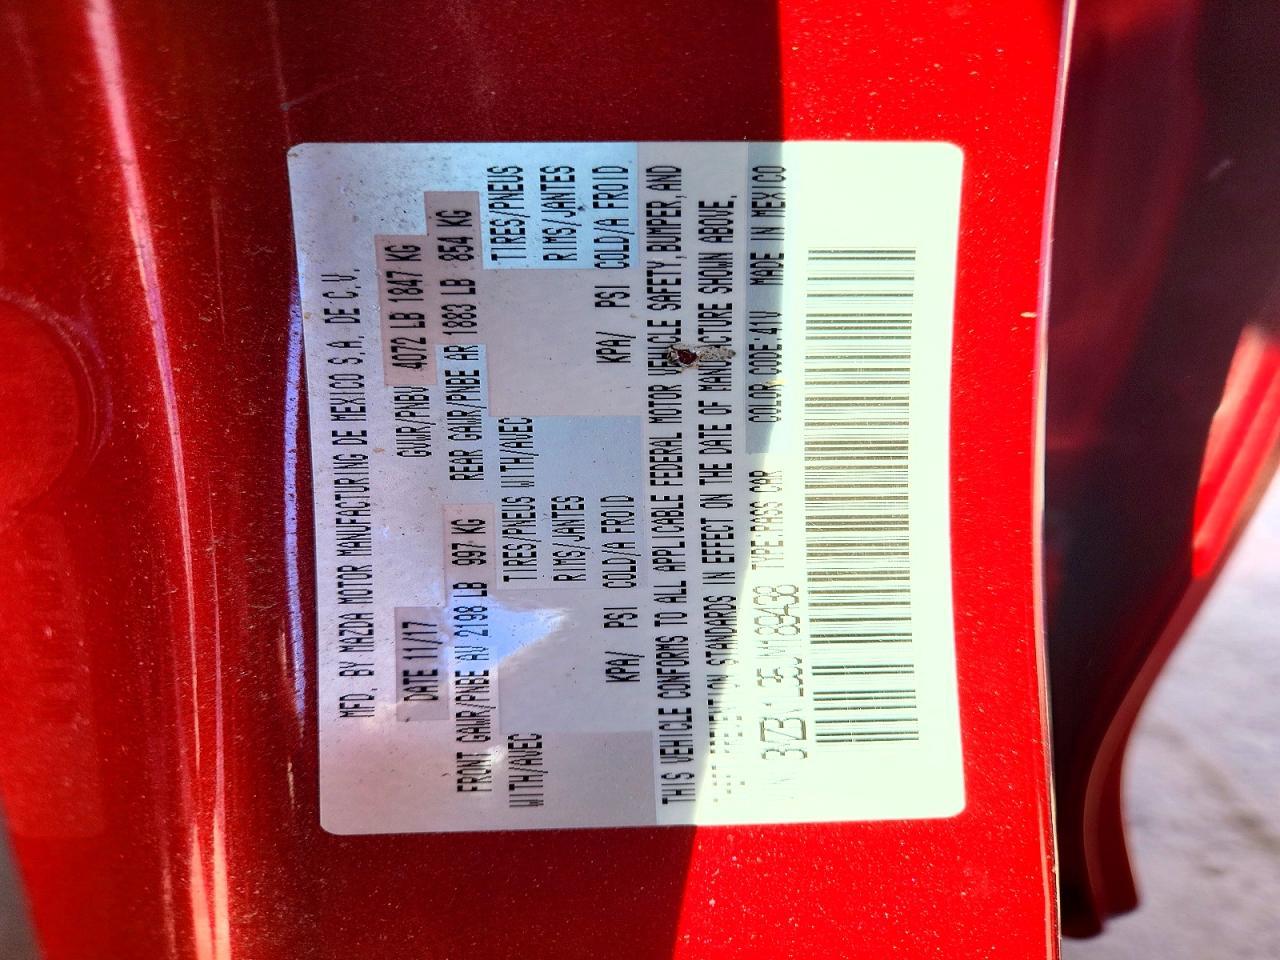 MFD. BY MAZDA MOTOR MANUFACTURING DE MEXICO S.A. DE C.V.
DATE 11/17 GVWR/PNBV 4072 LB 1847 KG
FRONT GAWR/PNBE AV 2198 LB 997 KG REAR GAWR/PNBE AR 1883 LB 854 KG
WITH/AVEC TIRES/PNEUS WITH/AVEC TIRES/PNEUS
RIMS/JANTES RIMS/JANTES
KPA/ PSI COLD/A FROID KPA/ PSI COLD/A FROID
THIS VEHICLE CONFORMS TO ALL APPLICABLE FEDERAL MOTOR VEHICLE SAFETY, BUMPER, AND
THEFT PREVENTION STANDARDS IN EFFECT ON THE DATE OF MANUFACTURE SHOWN ABOVE.
TYPE:PASS CAR COLOR CODE:41V MADE IN MEXICO